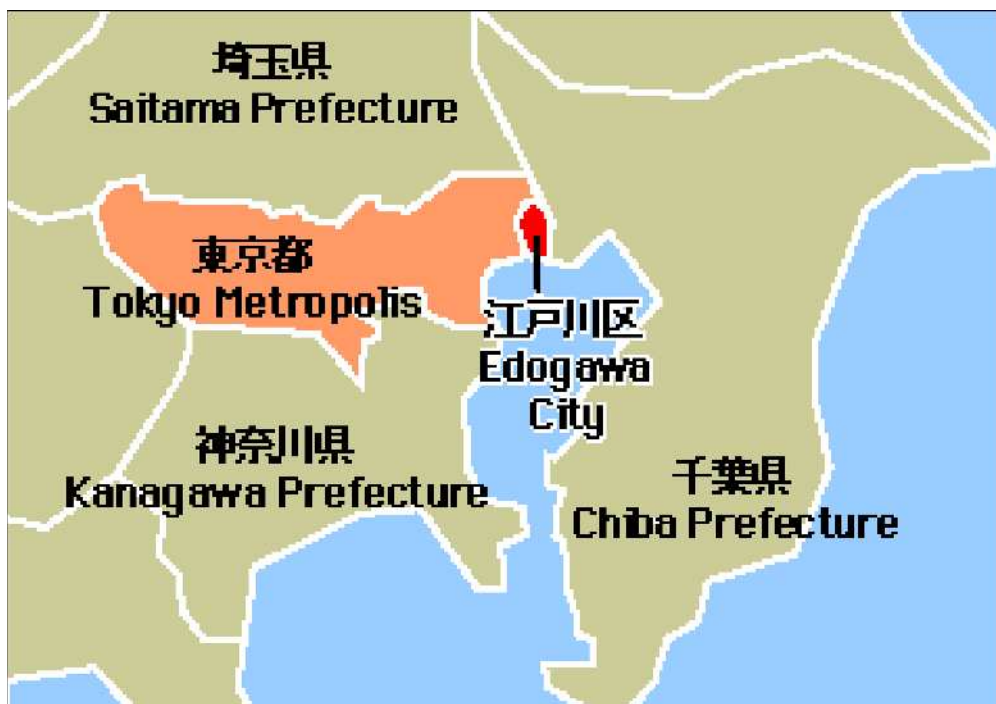 埼玉県
Saitama Prefecture
東京都
Tokyo Metropolis
江戸川区
Edogawa
City
神奈川県
Kanagawa Prefecture
千葉県
Chiba Prefecture